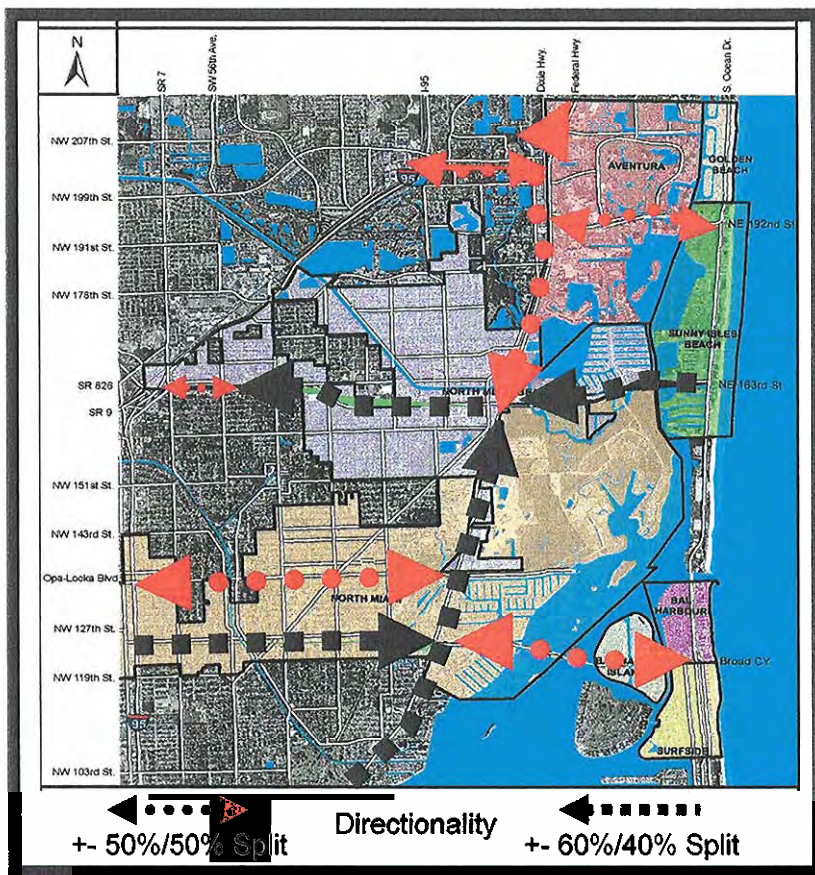 N
SR 7
SW 56th Ave.
I-95
Dixie Hwy.
Federal Hwy.
S. Ocean Dr.
NW 207th St.
NW 199th St.
NW 191st St.
NW 178th St.
SR 826
SR 9
NW 151st St.
NW 143rd St.
Opa-Locka Blvd
NW 127th St.
NW 119th St.
NW 103rd St.
AVENTURA
GOLDEN
BEACH
NE 192nd St
SUNNY ISLES
BEACH
NE 163rd St
NORTH MI
NORTH MIA
BAL
HARBOUR
Broad CY.
SURFSIDE
Directionality
+- 50%/50% Split
+- 60%/40% Split